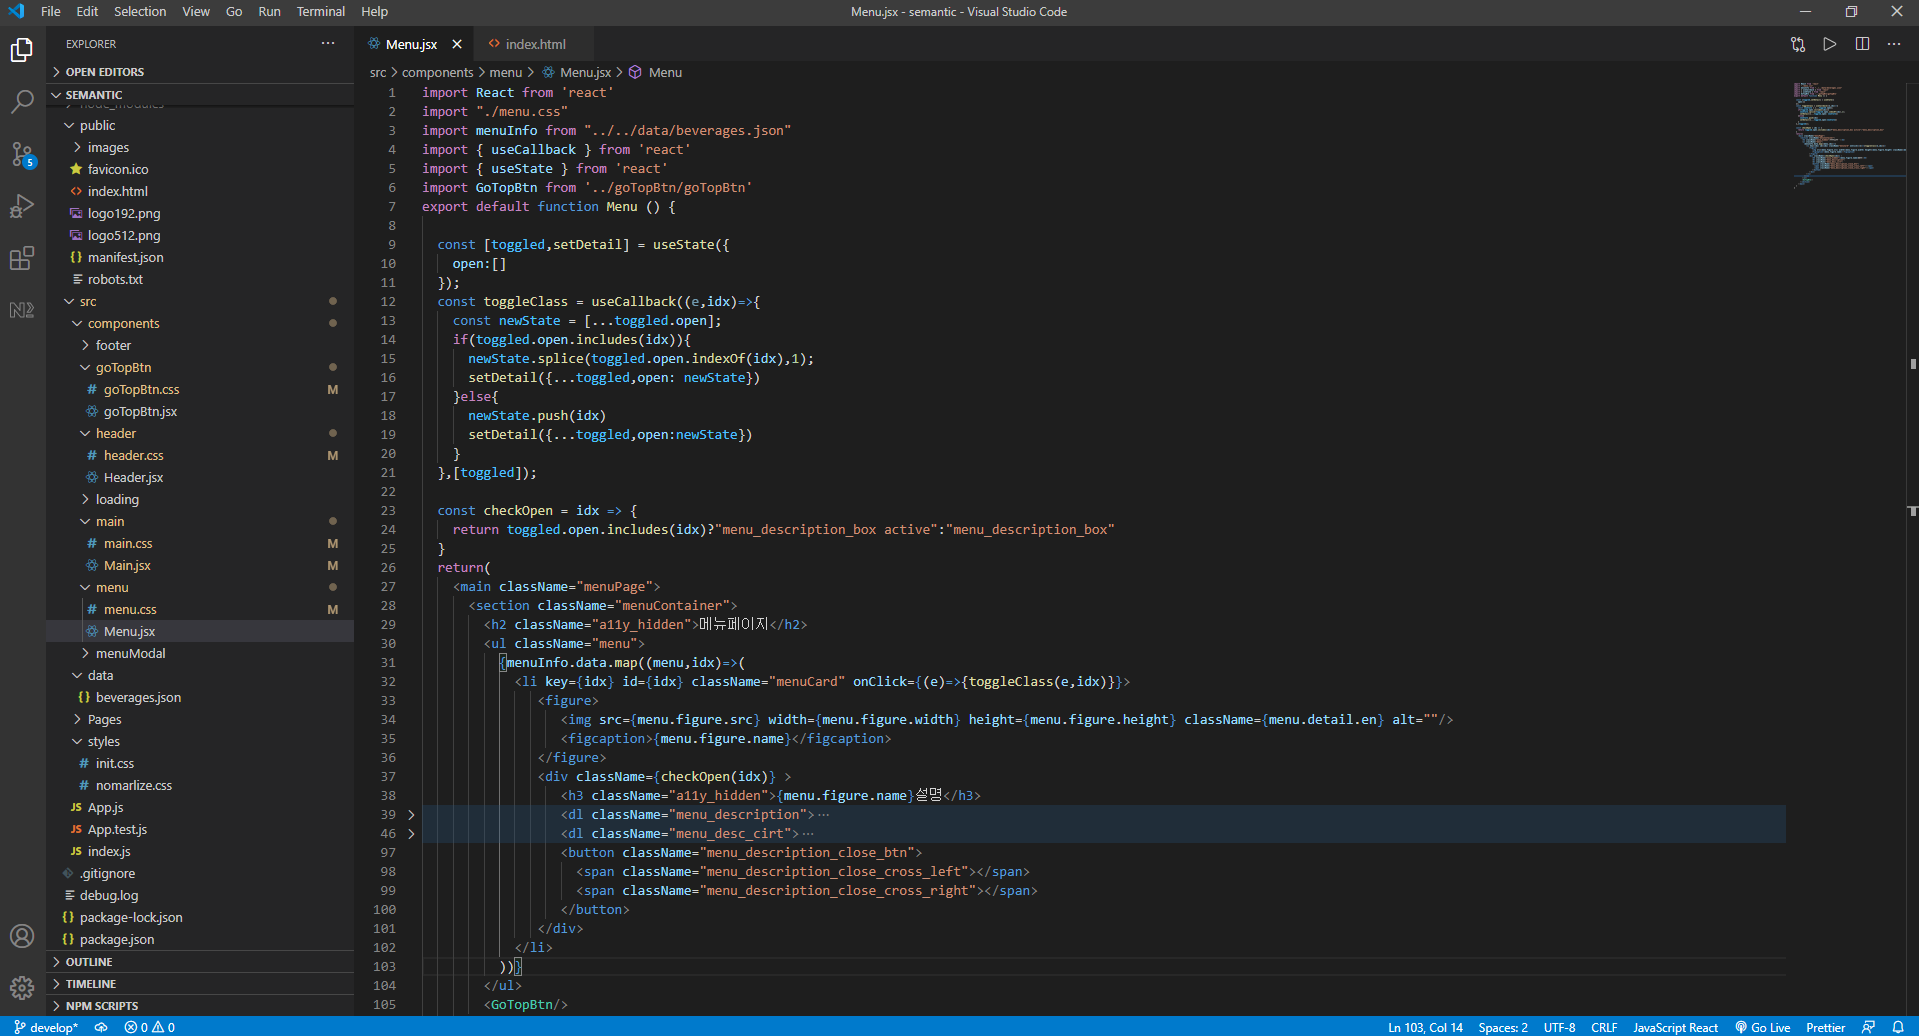 File Edit Selection View Go Run Terminal Help
Menu.jsx - semantic - Visual Studio Code
EXPLORER
OPEN EDITORS
SEMANTIC
node_modules
public
images
favicon.ico
index.html
logo192.png
logo512.png
manifest.json
robots.txt
src
components
footer
goTopBtn
goTopBtn.css M
goTopBtn.jsx
header
header.css M
Header.jsx
loading
main
main.css M
Main.jsx M
menu
menu.css M
Menu.jsx
menuModal
data
beverages.json
Pages
styles
init.css
nomarlize.css
JS App.js
JS App.test.js
JS index.js
.gitignore
debug.log
package-lock.json
package.json
OUTLINE
TIMELINE
NPM SCRIPTS
5
Menu.jsx index.html
src > components > menu > Menu.jsx > Menu
1 import React from 'react'
2 import "./menu.css"
3 import menuInfo from "../../data/beverages.json"
4 import { useCallback } from 'react'
5 import { useState } from 'react'
6 import GoTopBtn from '../goTopBtn/goTopBtn'
7 export default function Menu () {
8
9 const [toggled,setDetail] = useState({
10 open:[]
11 });
12 const toggleClass = useCallback((e,idx)=>{
13 const newState = [...toggled.open];
14 if(toggled.open.includes(idx)){
15 newState.splice(toggled.open.indexOf(idx),1);
16 setDetail({...toggled,open: newState})
17 }else{
18 newState.push(idx)
19 setDetail({...toggled,open:newState})
20 }
21 },[toggled]);
22
23 const checkOpen = idx => {
24 return toggled.open.includes(idx)?"menu_description_box active":"menu_description_box"
25 }
26 return(
27 <main className="menuPage">
28 <section className="menuContainer">
29 <h2 className="a11y_hidden">메뉴페이지</h2>
30 <ul className="menu">
31 {menuInfo.data.map((menu,idx)=>(
32 <li key={idx} id={idx} className="menuCard" onClick={(e)=>{toggleClass(e,idx)}}>
33 <figure>
34 <img src={menu.figure.src} width={menu.figure.width} height={menu.figure.height} className={menu.detail.en} alt=""/>
35 <figcaption>{menu.figure.name}</figcaption>
36 </figure>
37 <div className={checkOpen(idx)} >
38 <h3 className="a11y_hidden">{menu.figure.name}설명</h3>
39 <dl className="menu_description">…
46 <dl className="menu_desc_cirt">…
97 <button className="menu_description_close_btn">
98 <span className="menu_description_close_cross_left"></span>
99 <span className="menu_description_close_cross_right"></span>
100 </button>
101 </div>
102 </li>
103 ))}
104 </ul>
105 <GoTopBtn/>
develop* 0 0
Ln 103, Col 14 Spaces: 2 UTF-8 CRLF JavaScript React Go Live Prettier